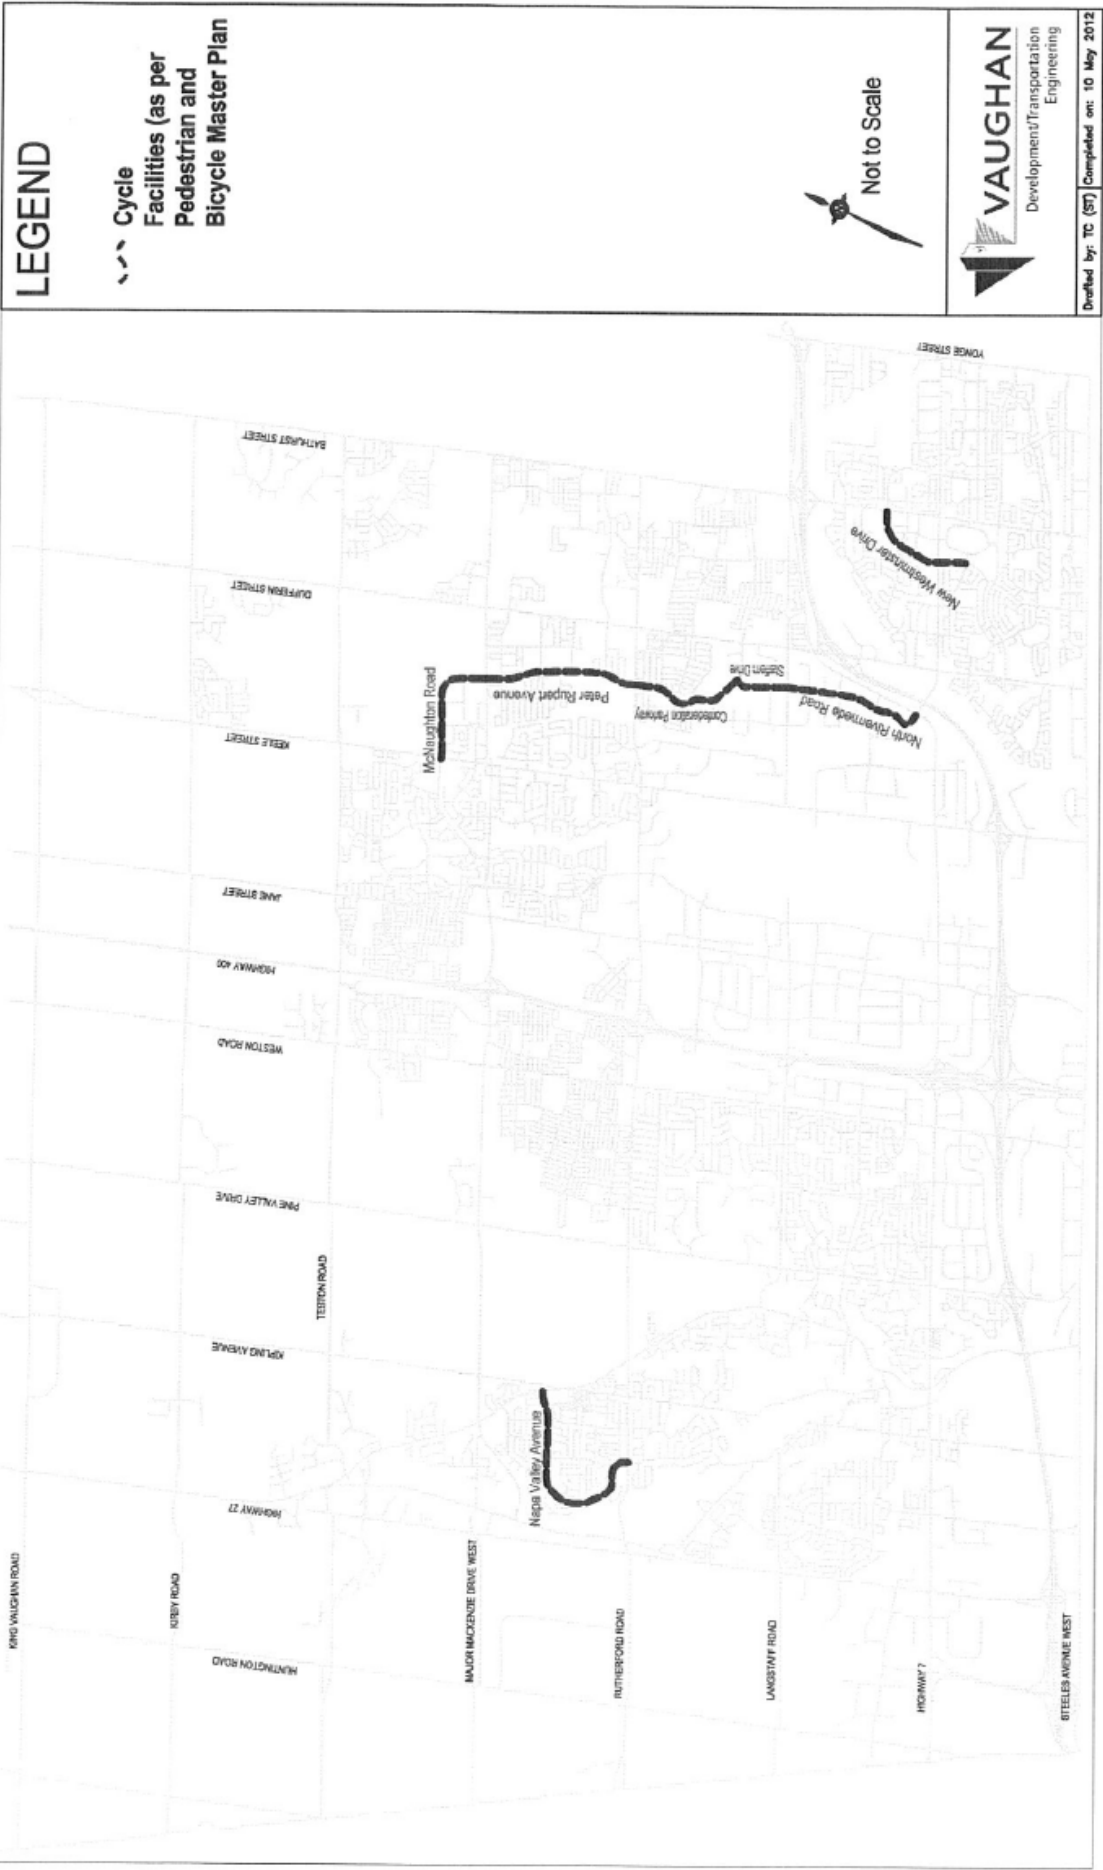 LEGEND
Cycle
Facilities (as per
Pedestrian and
Bicycle Master Plan
Not to Scale
VAUGHAN
Development/Transportation
Engineering
Drafted by: TC (ST)
Completed on: 10 May 2012
KING VAUGHAN ROAD
KIRBY ROAD
TESTON ROAD
MAJOR MACKENZIE DRIVE WEST
RUTHERFORD ROAD
LANGSTAFF ROAD
HIGHWAY 7
STEELES AVENUE WEST
HUNTINGTON ROAD
HIGHWAY 27
KIPLING AVENUE
PINE VALLEY DRIVE
WESTON ROAD
HIGHWAY 400
JANE STREET
KEELE STREET
DUFFERIN STREET
BATHURST STREET
YONGE STREET
Napa Valley Avenue
McNaughton Road
Peter Rupert Avenue
Confederation Parkway
Drive
North Rivermede Road
New Westminster Drive